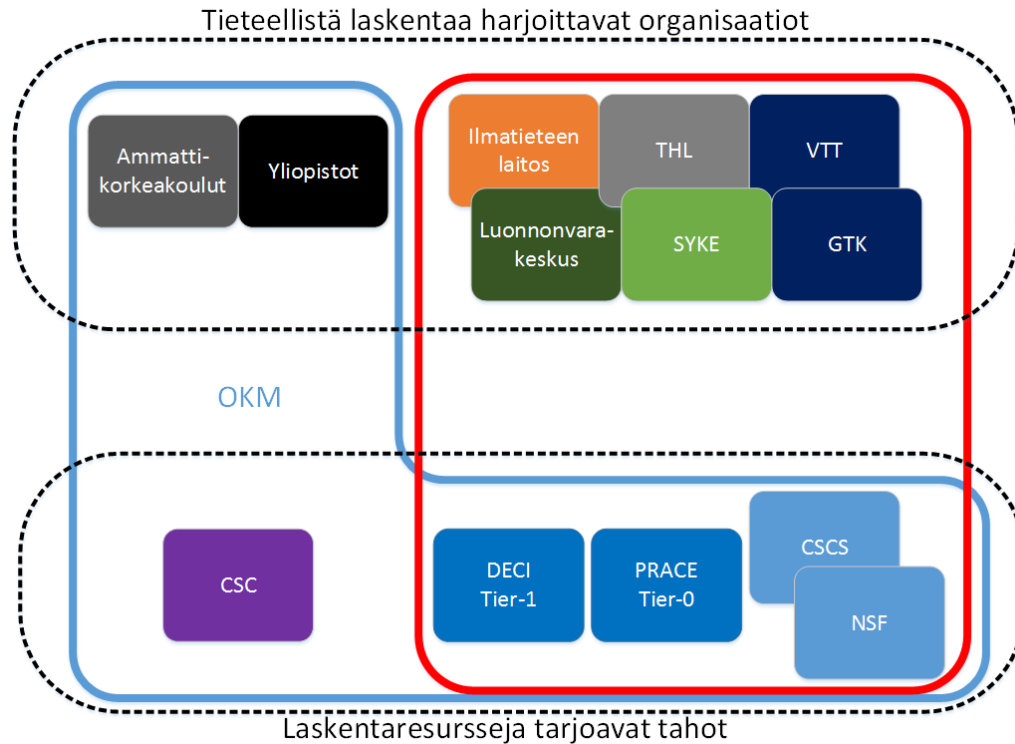 Tieteellistä laskentaa harjoittavat organisaatiot
Ammatti-
korkeakoulut
Yliopistot
Ilmatieteen
laitos
THL
VTT
Luonnonvara-
keskus
SYKE
GTK
OKM
CSC
DECI
Tier-1
PRACE
Tier-0
CSCS
NSF
Laskentaresursseja tarjoavat tahot